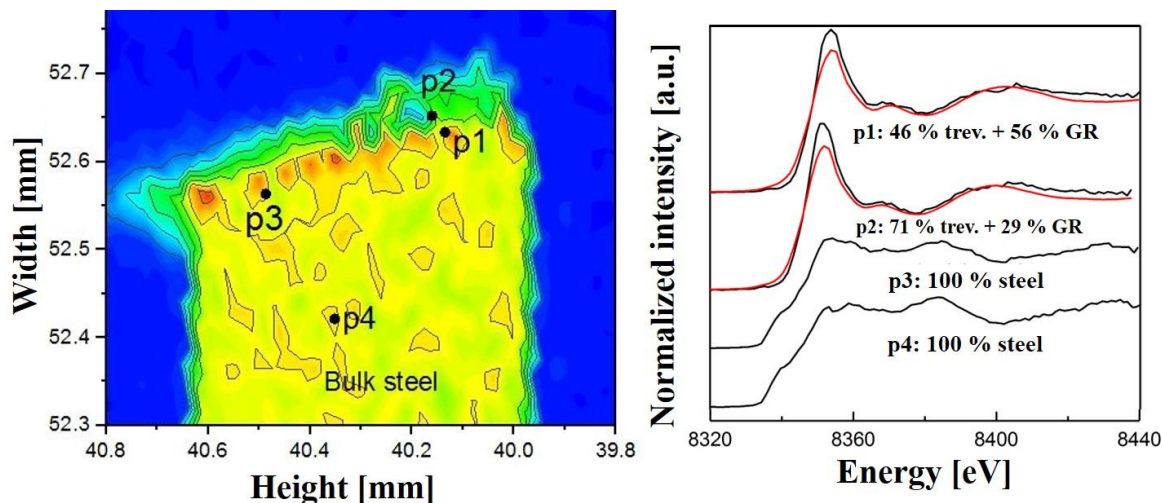 Width [mm]
52.7
52.6
52.5
52.4
52.3
p2
p1
p3
p4
Bulk steel
40.8
40.6
40.4
40.2
40.0
39.8
Height [mm]
Normalized intensity [a.u.]
p1: 46 % trev. + 56 % GR
p2: 71 % trev. + 29 % GR
p3: 100 % steel
p4: 100 % steel
8320
8360
8400
8440
Energy [eV]